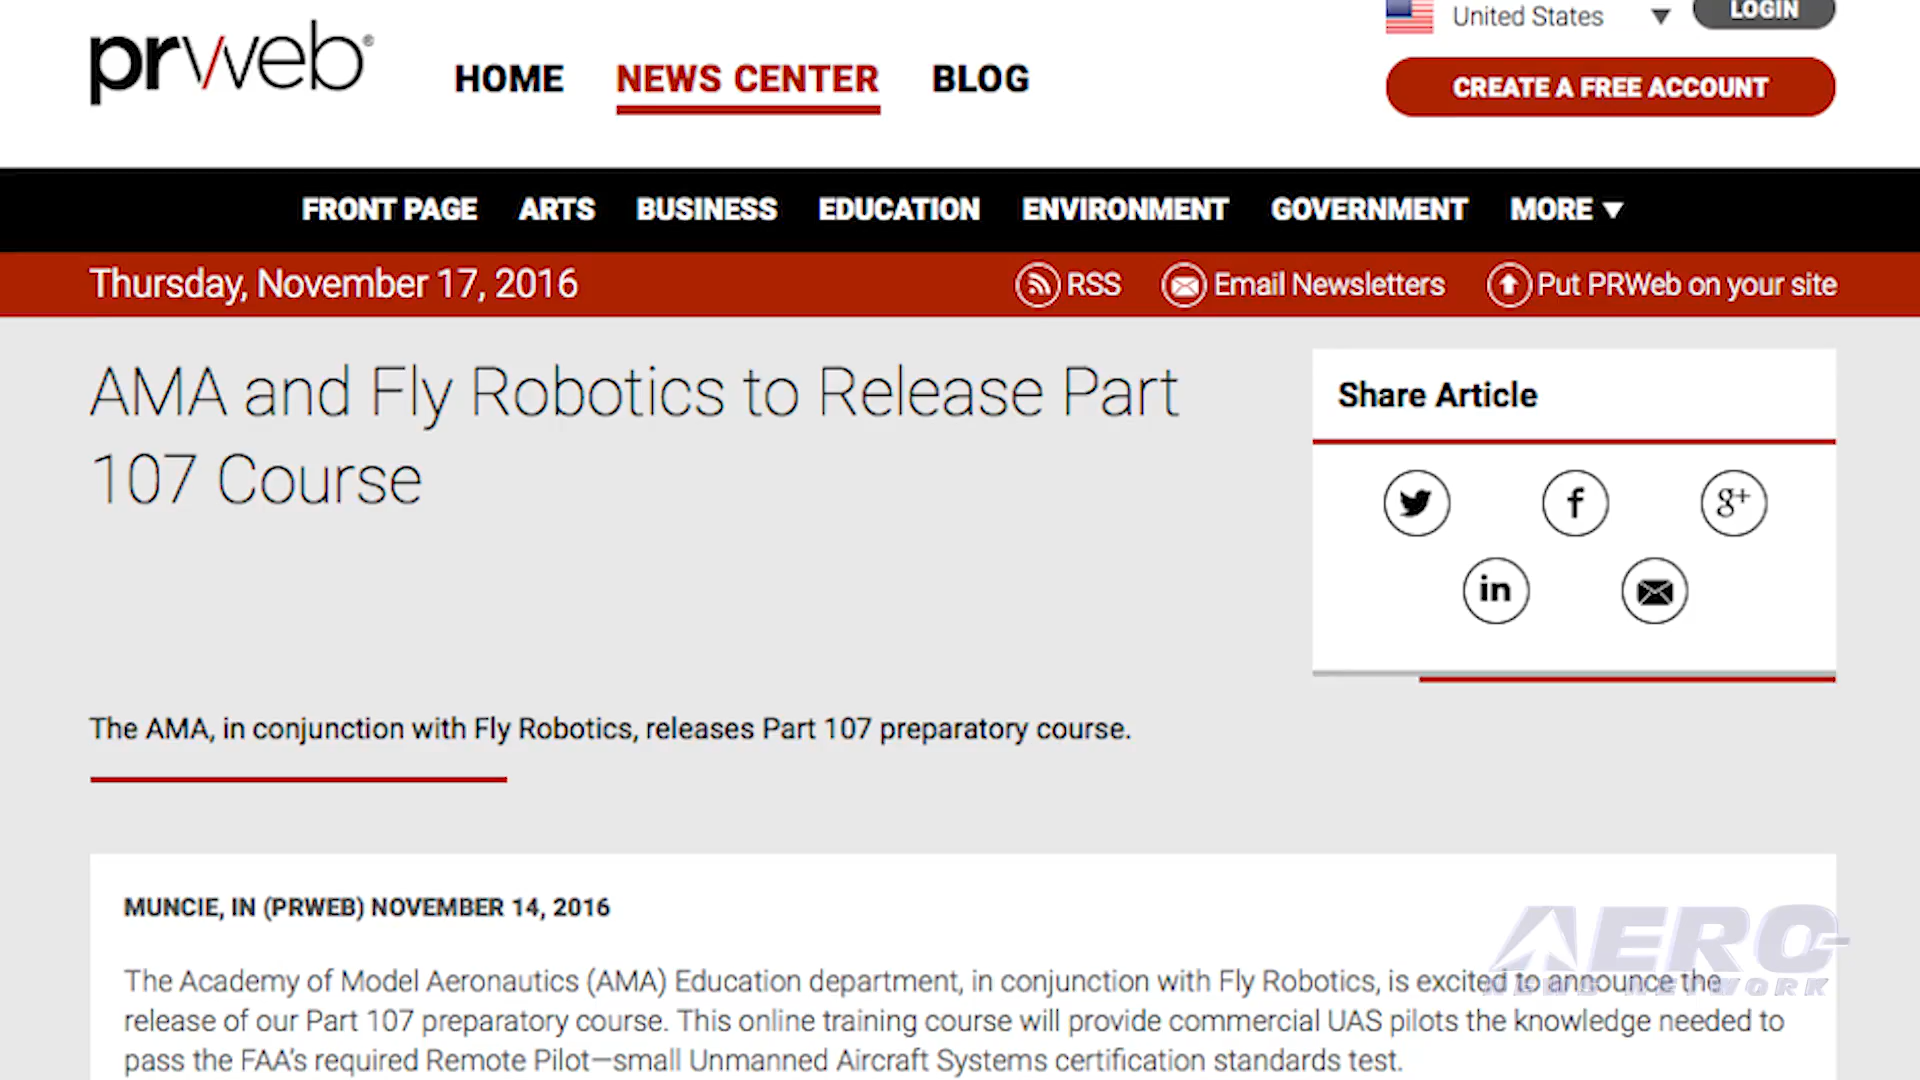 prweb®
HOME
NEWS CENTER
BLOG
United States
LOGIN
CREATE A FREE ACCOUNT
FRONT PAGE ARTS BUSINESS EDUCATION ENVIRONMENT GOVERNMENT MORE
Thursday, November 17, 2016
RSS
Email Newsletters
Put PRWeb on your site
AMA and Fly Robotics to Release Part
107 Course
Share Article
f
g+
in
The AMA, in conjunction with Fly Robotics, releases Part 107 preparatory course.
MUNCIE, IN (PRWEB) NOVEMBER 14, 2016
The Academy of Model Aeronautics (AMA) Education department, in conjunction with Fly Robotics, is excited to announce the
release of our Part 107 preparatory course. This online training course will provide commercial UAS pilots the knowledge needed to
pass the FAA’s required Remote Pilot—small Unmanned Aircraft Systems certification standards test.
AERO-
NEWS NETWORK